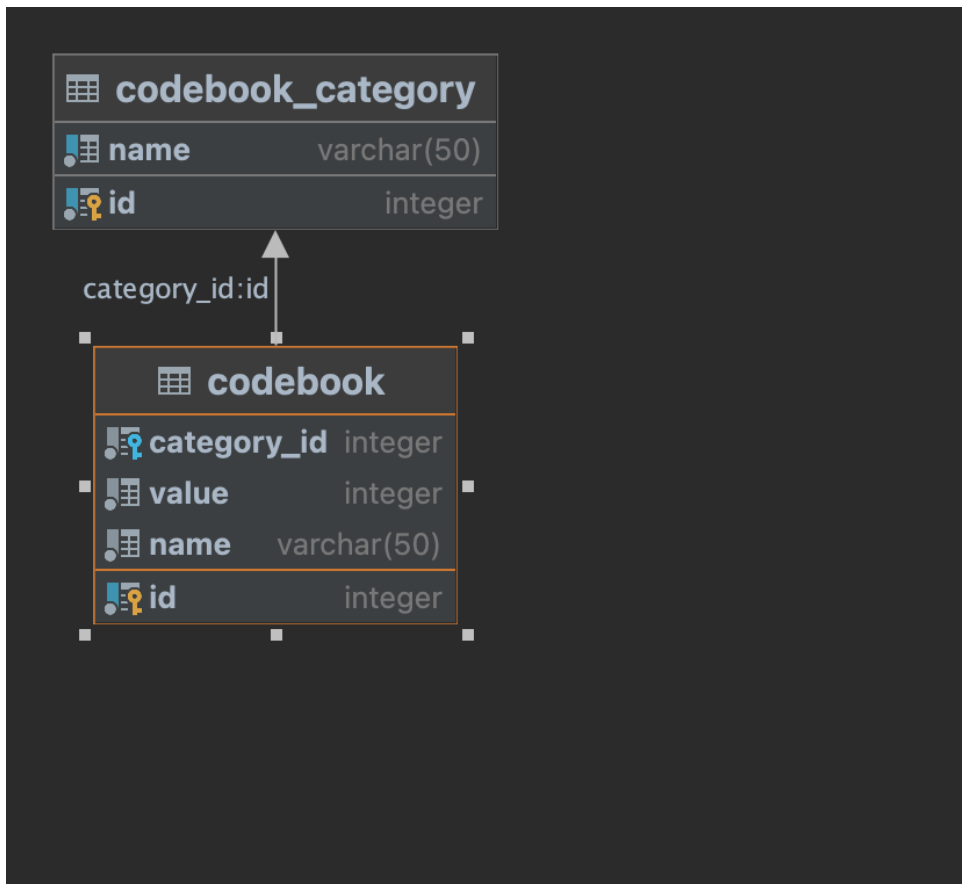 codebook_category
name varchar(50)
id integer
category_id:id
codebook
category_id integer
value integer
name varchar(50)
id integer